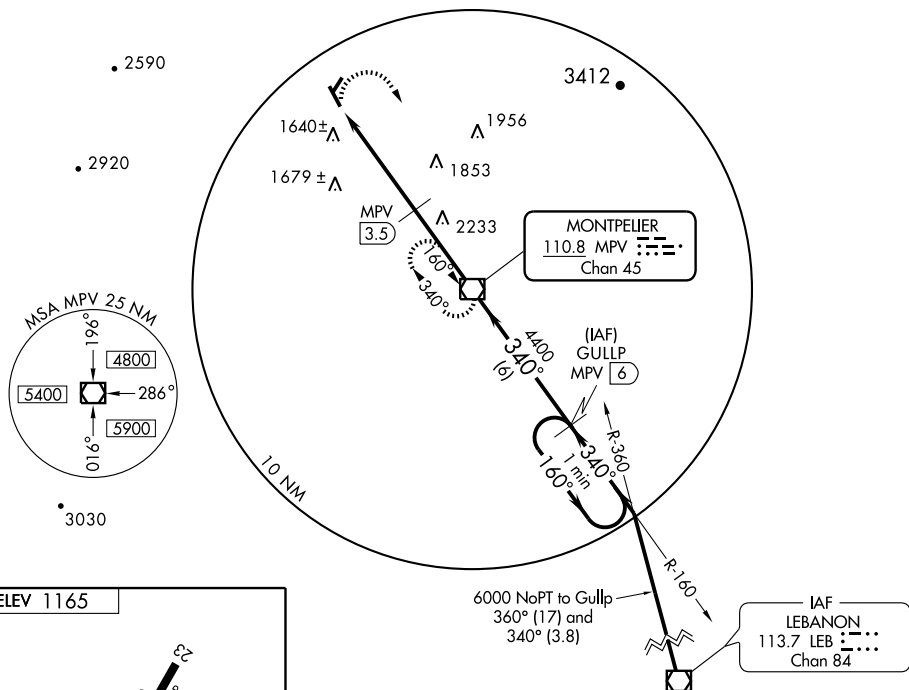 2590
2920
3412
1640±
1956
1853
1679 ±
2233
MPV
3.5
160°
340°
MONTPELIER
110.8 MPV
Chan 45
MSA MPV 25 NM
196°
4800
5400
286°
5900
016°
3030
10 NM
4400
340°
(6)
(IAF)
GULLP
MPV 6
R-360
340°
1 min
160°
R-160
6000 NoPT to Gullp
360° (17) and
340° (3.8)
IAF
LEBANON
113.7 LEB
Chan 84
ELEV 1165
23